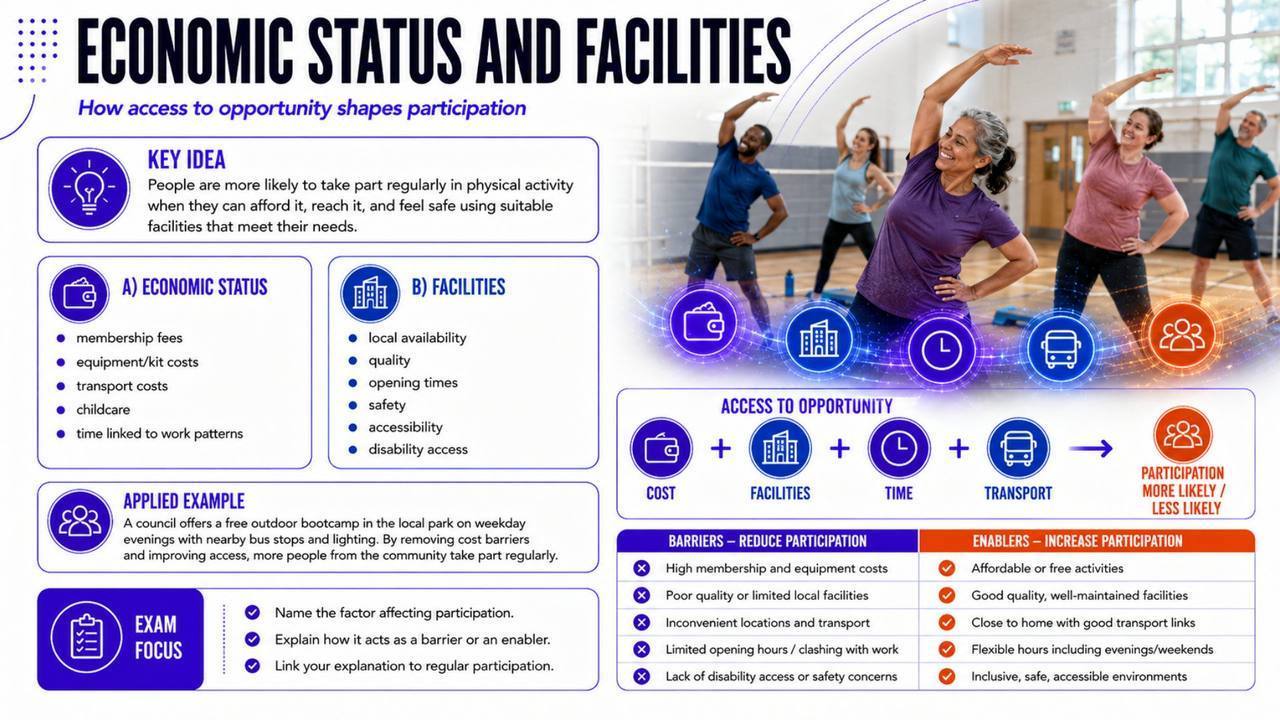 ECONOMIC STATUS AND FACILITIES
How access to opportunity shapes participation
KEY IDEA
People are more likely to take part regularly in physical activity
when they can afford it, reach it, and feel safe using suitable
facilities that meet their needs.
A) ECONOMIC STATUS
membership fees
equipment/kit costs
transport costs
childcare
time linked to work patterns
B) FACILITIES
local availability
quality
opening times
safety
accessibility
disability access
APPLIED EXAMPLE
A council offers a free outdoor bootcamp in the local park on weekday
evenings with nearby bus stops and lighting. By removing cost barriers
and improving access, more people from the community take part regularly.
EXAM
FOCUS
Name the factor affecting participation.
Explain how it acts as a barrier or an enabler.
Link your explanation to regular participation.
ACCESS TO OPPORTUNITY
COST + FACILITIES + TIME + TRANSPORT →
PARTICIPATION
MORE LIKELY /
LESS LIKELY
BARRIERS – REDUCE PARTICIPATION
High membership and equipment costs
Poor quality or limited local facilities
Inconvenient locations and transport
Limited opening hours / clashing with work
Lack of disability access or safety concerns
ENABLERS – INCREASE PARTICIPATION
Affordable or free activities
Good quality, well-maintained facilities
Close to home with good transport links
Flexible hours including evenings/weekends
Inclusive, safe, accessible environments